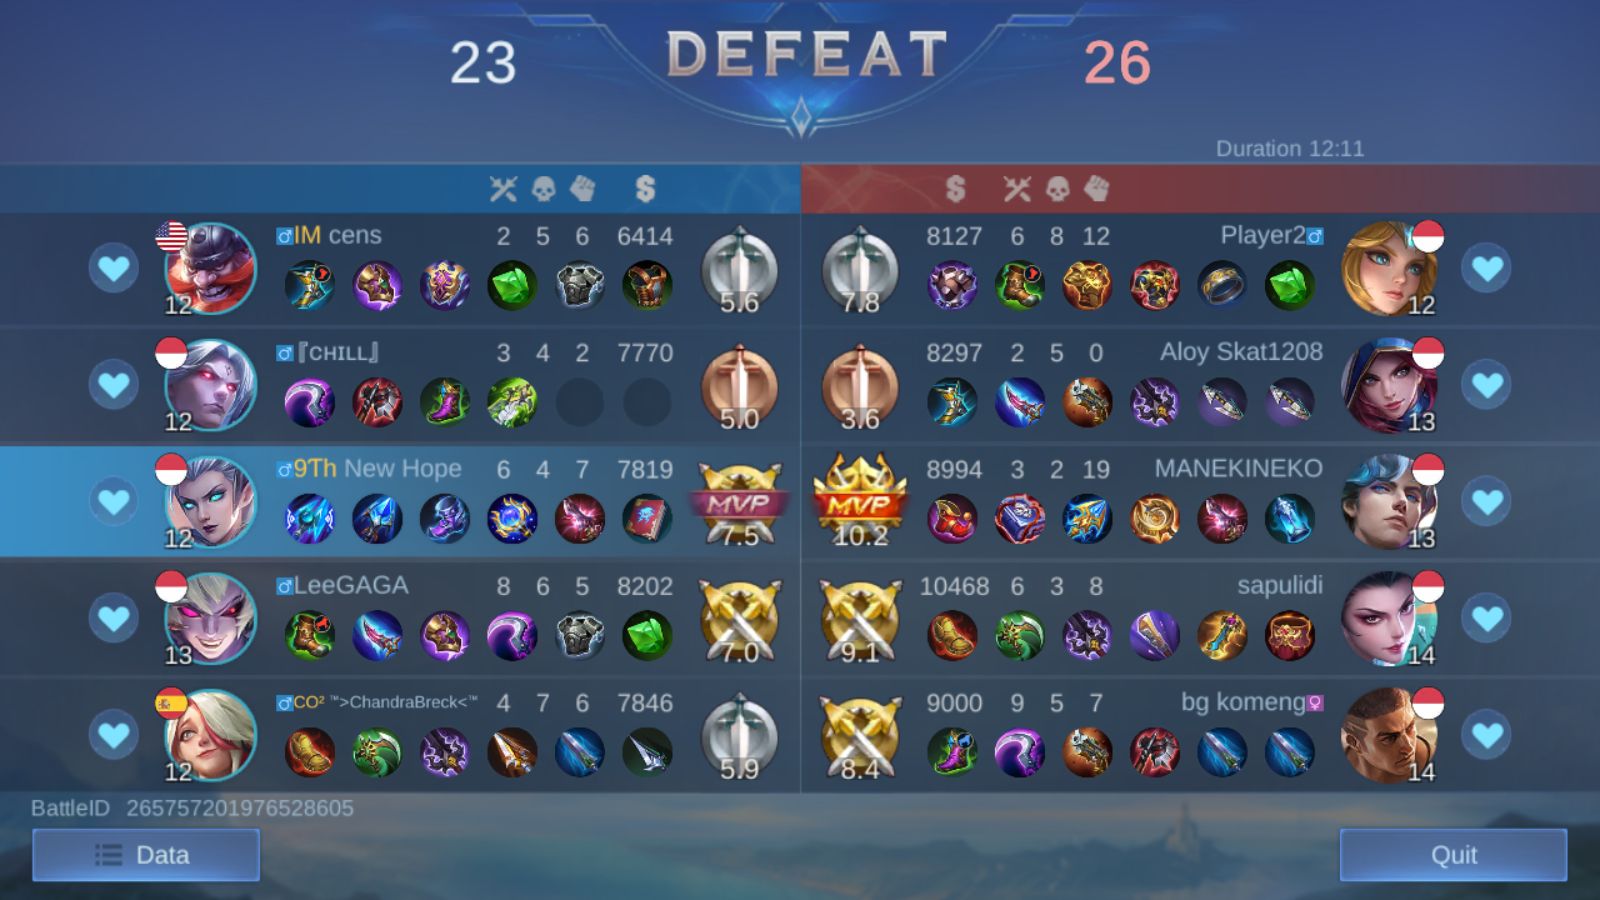 23 DEFEAT 26
Duration 12:11
IM cens 2 5 6 6414
12 5.6
8127 6 8 12 Player2
7.8 12
『CHILL』 3 4 2 7770
12 5.0
8297 2 5 0 Aloy Skat1208
3.6 13
9Th New Hope 6 4 7 7819 MVP
12 7.5
MVP 8994 3 2 19 MANEKINEKO
10.2 13
LeeGAGA 8 6 5 8202
13 7.0
10468 6 3 8 sapulidi
9.1 14
CO² ™>ChandraBreck<™ 4 7 6 7846
12 5.9
9000 9 5 7 bg komeng
8.4 14
BattleID 265757201976528605
Data Quit